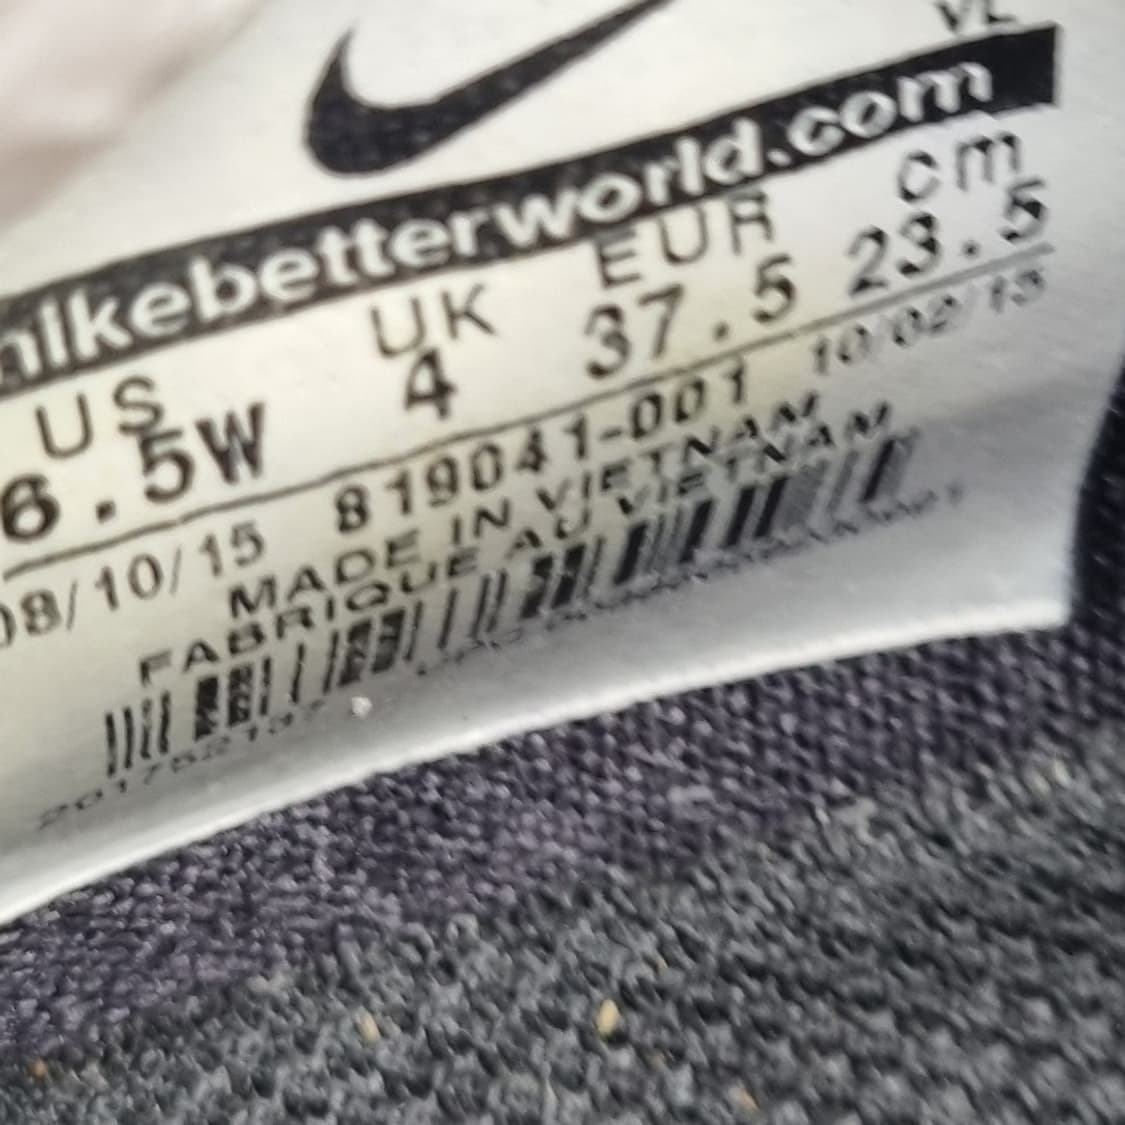 VL
nikebetterworld.com
US UK EUR cm
6.5W 4 37.5 23.5
08/10/15 819041-001 10/02/15
MADE IN VIETNAM
FABRIQUE AU VIETNAM